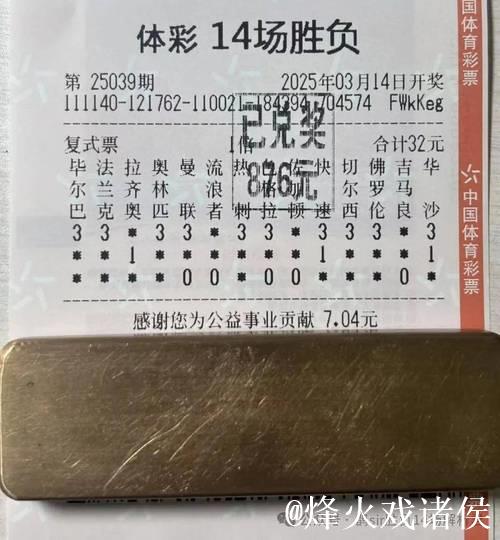 体彩 14场胜负
第 25039期 2025年03月14日开奖
FWkKeg
已兑奖
876元
复式票 1倍 合计32元
毕 法 拉 奥 曼 流 热 佐 快 切 佛 吉 华
尔 兰 齐 林 浪 格 尔 罗 马
巴 克 奥 匹 联 者 刺 拉 顿 速 西 伦 良 沙
3 3 * 3 3 * 3 3 3 * 3 3 * 3
* * 1 * * * * * * 1 * * * 1
* * * * 0 0 * 0 0 * * * 0 *
感谢您为公益事业贡献 7.04元
国体育彩票
中国体育彩票
@烽火戏诸侯